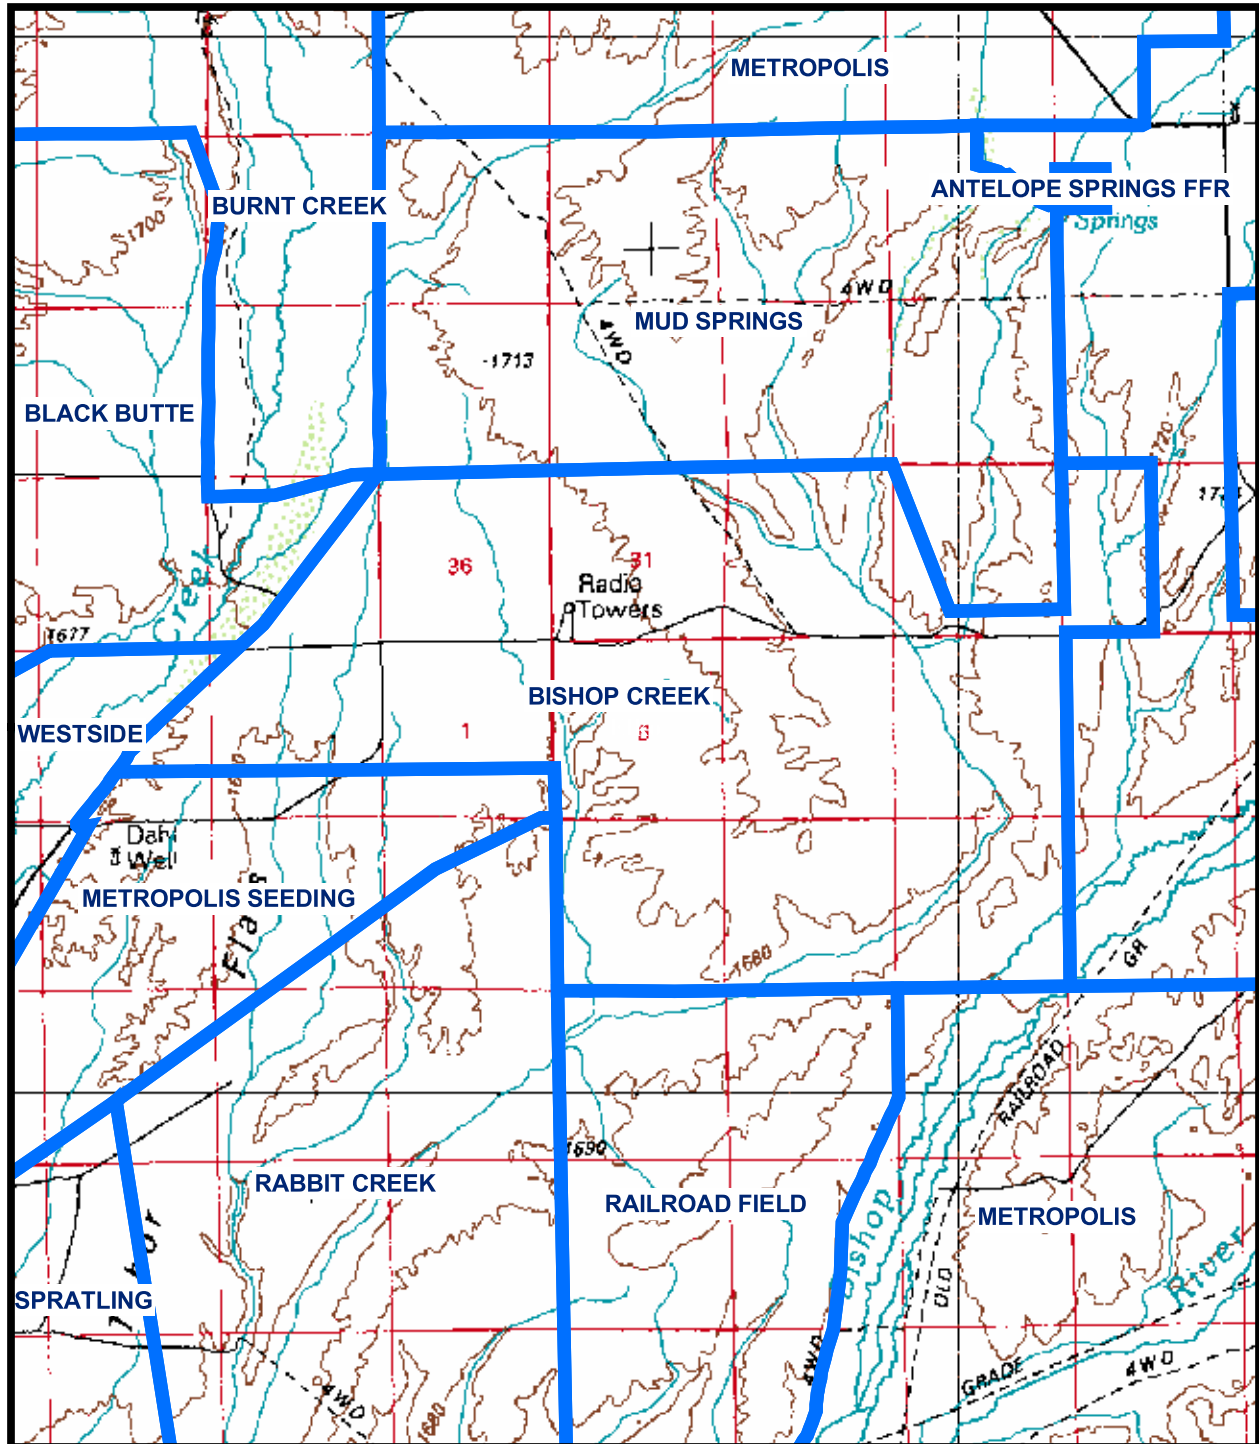 METROPOLIS
ANTELOPE SPRINGS FFR
BURNT CREEK
1700
Springs
4WD
MUD SPRINGS
4WD
1713
BLACK BUTTE
720
36
31
Radio
Towers
Creek
1677
BISHOP CREEK
WESTSIDE
1
6
Dahl
Well
METROPOLIS SEEDING
Fla
1680
GR
RAILROAD
1690
RABBIT CREEK
RAILROAD FIELD
METROPOLIS
Bishop
River
OLD
SPRATLING
4WD
GRADE
4WD
4WD
1680